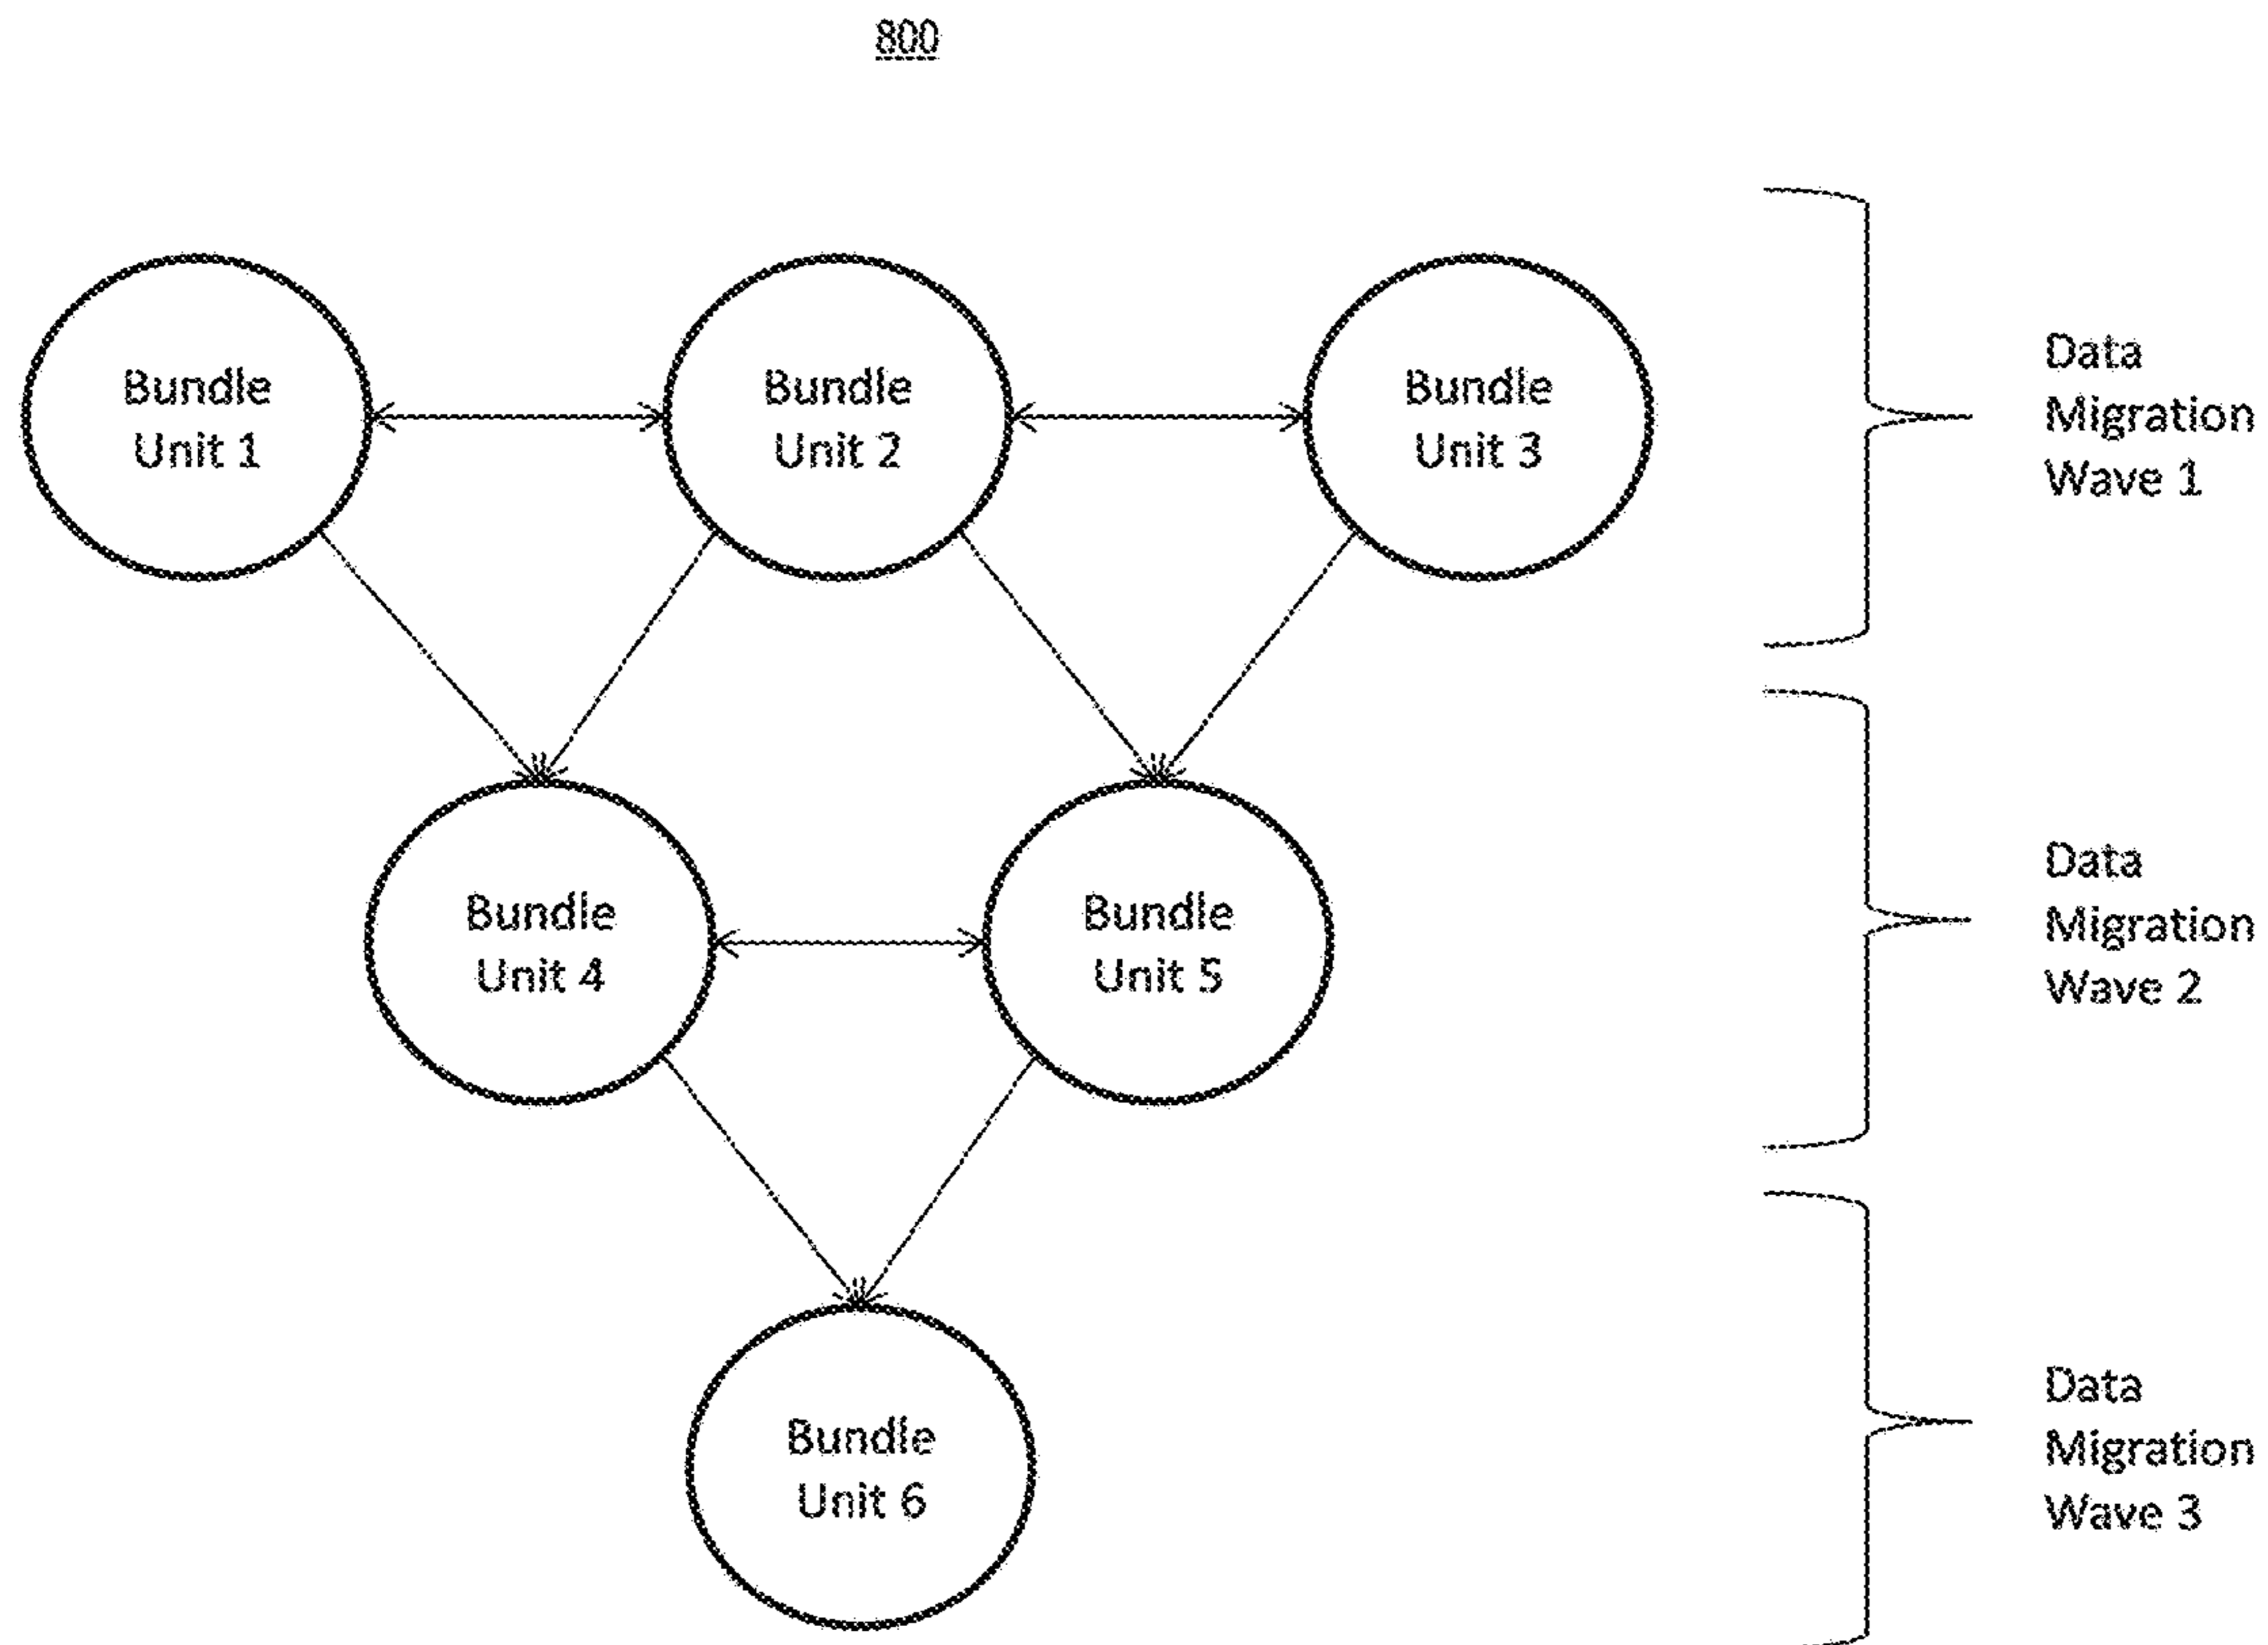 800
Bundle
Unit 1
Bundle
Unit 2
Bundle
Unit 3
Data
Migration
Wave 1
Bundle
Unit 4
Bundle
Unit 5
Data
Migration
Wave 2
Bundle
Unit 6
Data
Migration
Wave 3